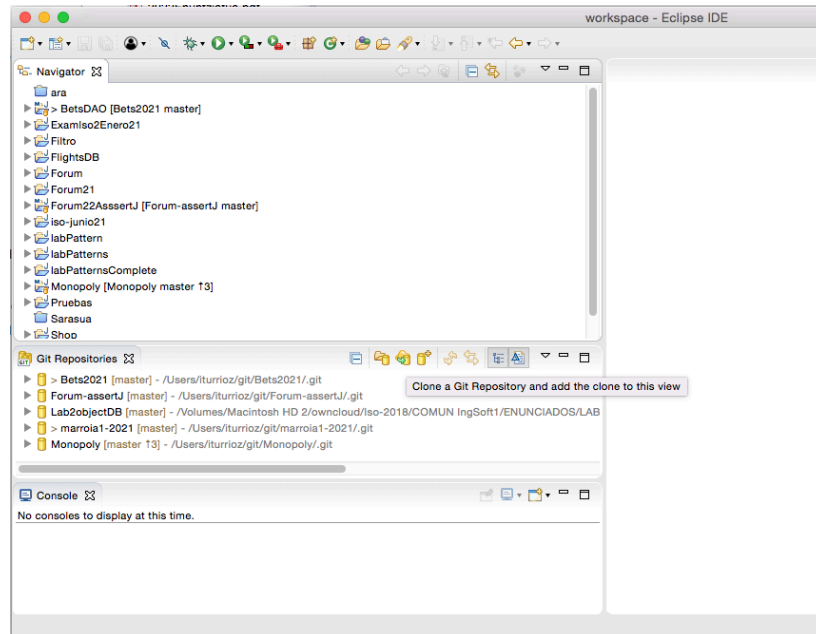 workspace - Eclipse IDE
Navigator
ara
> BetsDAO [Bets2021 master]
ExamIso2Enero21
Filtro
FlightsDB
Forum
Forum21
Forum22AsssertJ [Forum-assertJ master]
iso-junio21
labPattern
labPatterns
labPatternsComplete
Monopoly [Monopoly master ↑3]
Pruebas
Sarasua
Shop
GIT
Git Repositories
> Bets2021 [master] - /Users/iturrioz/git/Bets2021/.git
Clone a Git Repository and add the clone to this view
Forum-assertJ [master] - /Users/iturrioz/git/Forum-assertJ/.git
Lab2objectDB [master] - /Volumes/Macintosh HD 2/owncloud/Iso-2018/COMUN IngSoft1/ENUNCIADOS/LAB
> marroia1-2021 [master] - /Users/iturrioz/git/marroia1-2021/.git
Monopoly [master ↑3] - /Users/iturrioz/git/Monopoly/.git
Console
No consoles to display at this time.